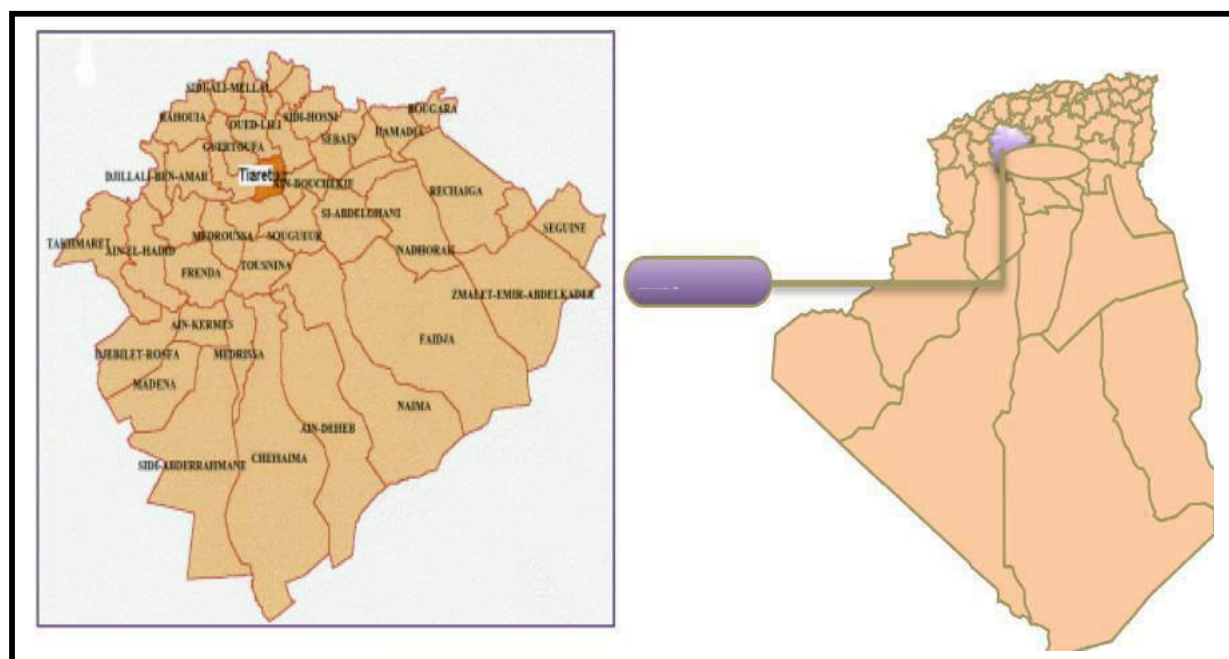 SIDI-ALI-MELLAL
BOUGARA
RAHOUIA
OUED-LILI
SIDI-HOSNI
HAMADIA
SEBAIN
GUERTOUFA
DJILLALI-BEN-AMAR
Tiaret
AIN-BOUCHEKIF
RECHAIGA
SI-ABDELGHANI
SEGUINE
TAKHMARET
AIN-EL-HADID
MEDROUSSA
SOUGUEUR
NADHORAH
FRENDA
TOUSNINA
ZMALET-EMIR-ABDELKADER
AIN-KERMES
FAIDJA
DJEBILET-ROSFA
MEDRISSA
MADENA
NAIMA
AIN-DEHEB
SIDI-ABDERRAHMANE
CHEHAIMA